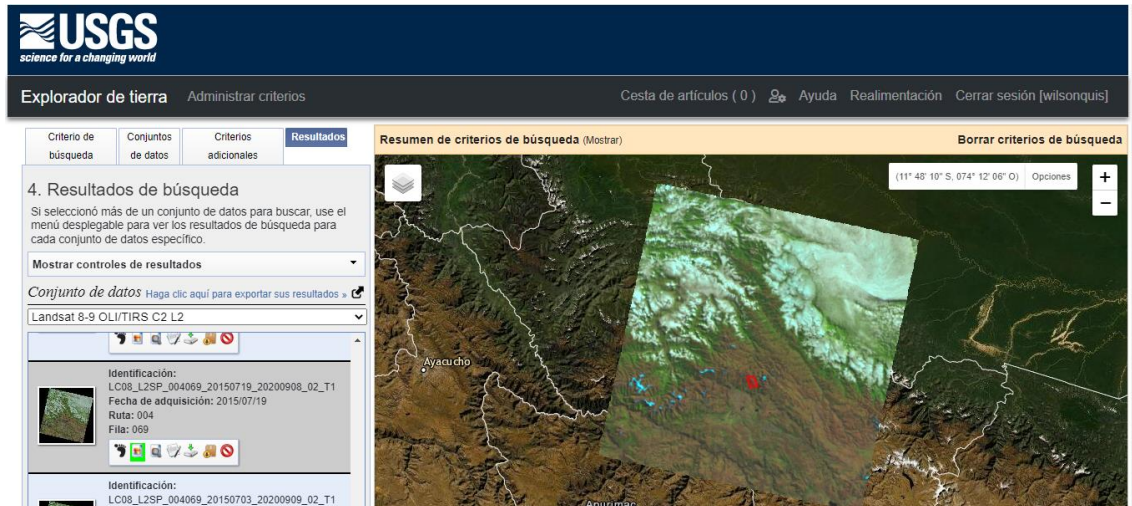 USGS
science for a changing world
Explorador de tierra Administrar criterios Cesta de artículos ( 0 ) Ayuda Realimentación Cerrar sesión [wilsonquis]
Criterio de búsqueda
Conjuntos de datos
Criterios adicionales
Resultados
4. Resultados de búsqueda
Si seleccionó más de un conjunto de datos para buscar, use el
menú desplegable para ver los resultados de búsqueda para
cada conjunto de datos específico.
Mostrar controles de resultados
Conjunto de datos Haga clic aquí para exportar sus resultados »
Landsat 8-9 OLI/TIRS C2 L2
Identificación:
LC08_L2SP_004069_20150719_20200908_02_T1
Fecha de adquisición: 2015/07/19
Ruta: 004
Fila: 069
Identificación:
LC08_L2SP_004069_20150703_20200909_02_T1
Resumen de criterios de búsqueda (Mostrar) Borrar criterios de búsqueda
(11° 48' 10" S, 074° 12' 06" O) Opciones
+
−
Ayacucho
Apurímac